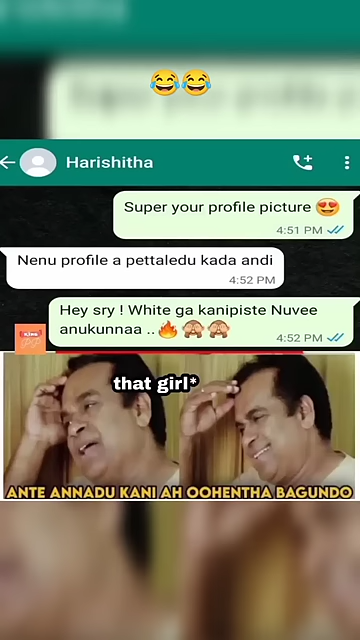 😂😂
Harishitha
Super your profile picture 😍
4:51 PM
Nenu profile a pettaledu kada andi
4:52 PM
Hey sry ! White ga kanipiste Nuvee
anukunnaa ..🔥🙈🙈
4:52 PM
that girl*
ANTE ANNADU KANI AH OOHENTHA BAGUNDO